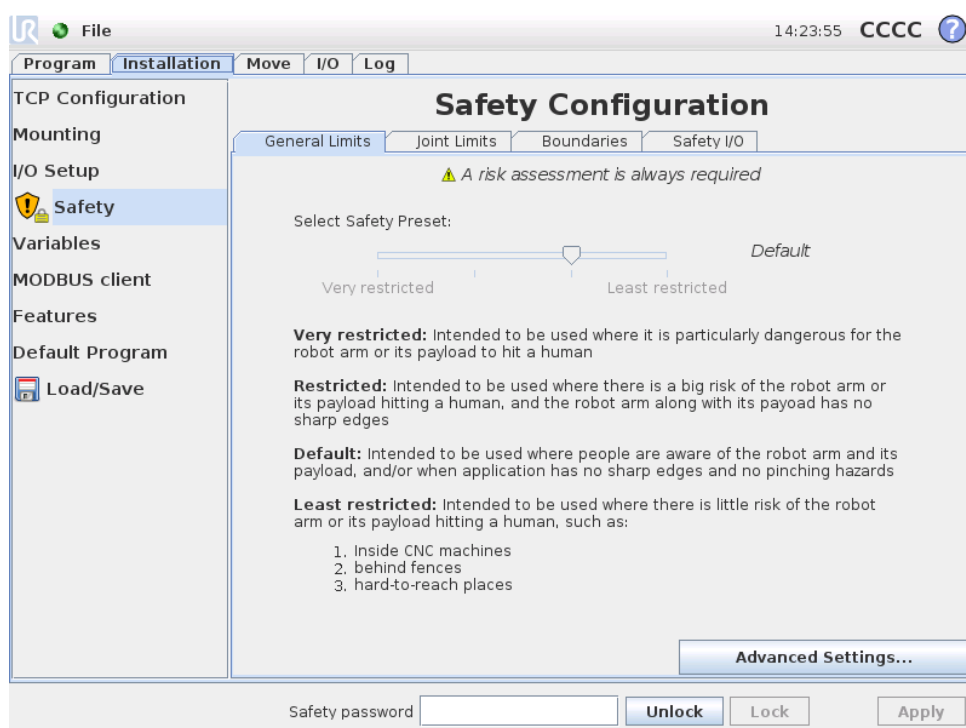 UR File 14:23:55 CCCC ?
Program Installation Move I/O Log
TCP Configuration
Mounting
I/O Setup
Safety
Variables
MODBUS client
Features
Default Program
Load/Save
Safety Configuration
General Limits Joint Limits Boundaries Safety I/O
A risk assessment is always required
Select Safety Preset:
Default
Very restricted Least restricted
Very restricted: Intended to be used where it is particularly dangerous for the
robot arm or its payload to hit a human
Restricted: Intended to be used where there is a big risk of the robot arm or
its payload hitting a human, and the robot arm along with its payoad has no
sharp edges
Default: Intended to be used where people are aware of the robot arm and its
payload, and/or when application has no sharp edges and no pinching hazards
Least restricted: Intended to be used where there is little risk of the robot
arm or its payload hitting a human, such as:
1. Inside CNC machines
2. behind fences
3. hard-to-reach places
Advanced Settings...
Safety password Unlock Lock Apply